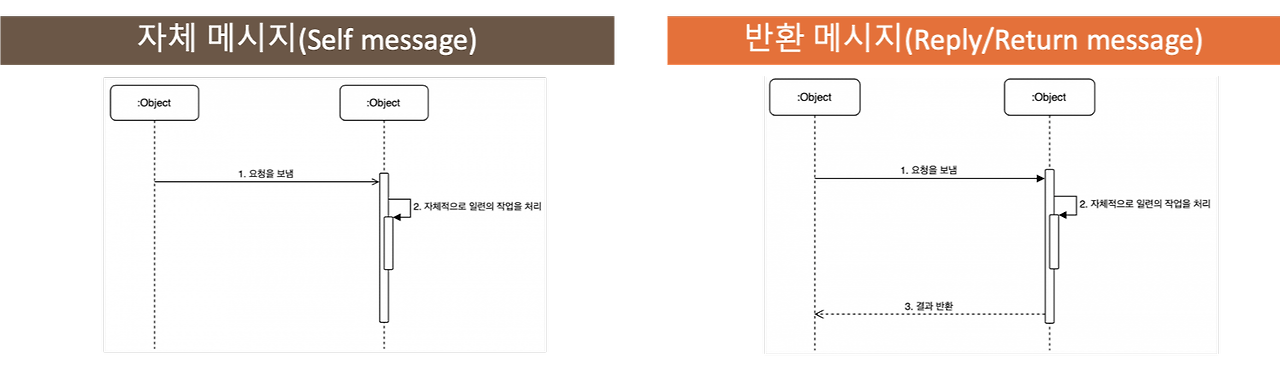 자체 메시지(Self message)
:Object
:Object
1. 요청을 보냄
2. 자체적으로 일련의 작업을 처리
반환 메시지(Reply/Return message)
:Object
:Object
1. 요청을 보냄
2. 자체적으로 일련의 작업을 처리
3. 결과 반환